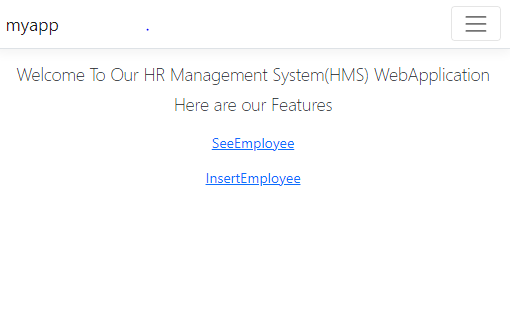 myapp .
Welcome To Our HR Management System(HMS) WebApplication
Here are our Features
SeeEmployee
InsertEmployee